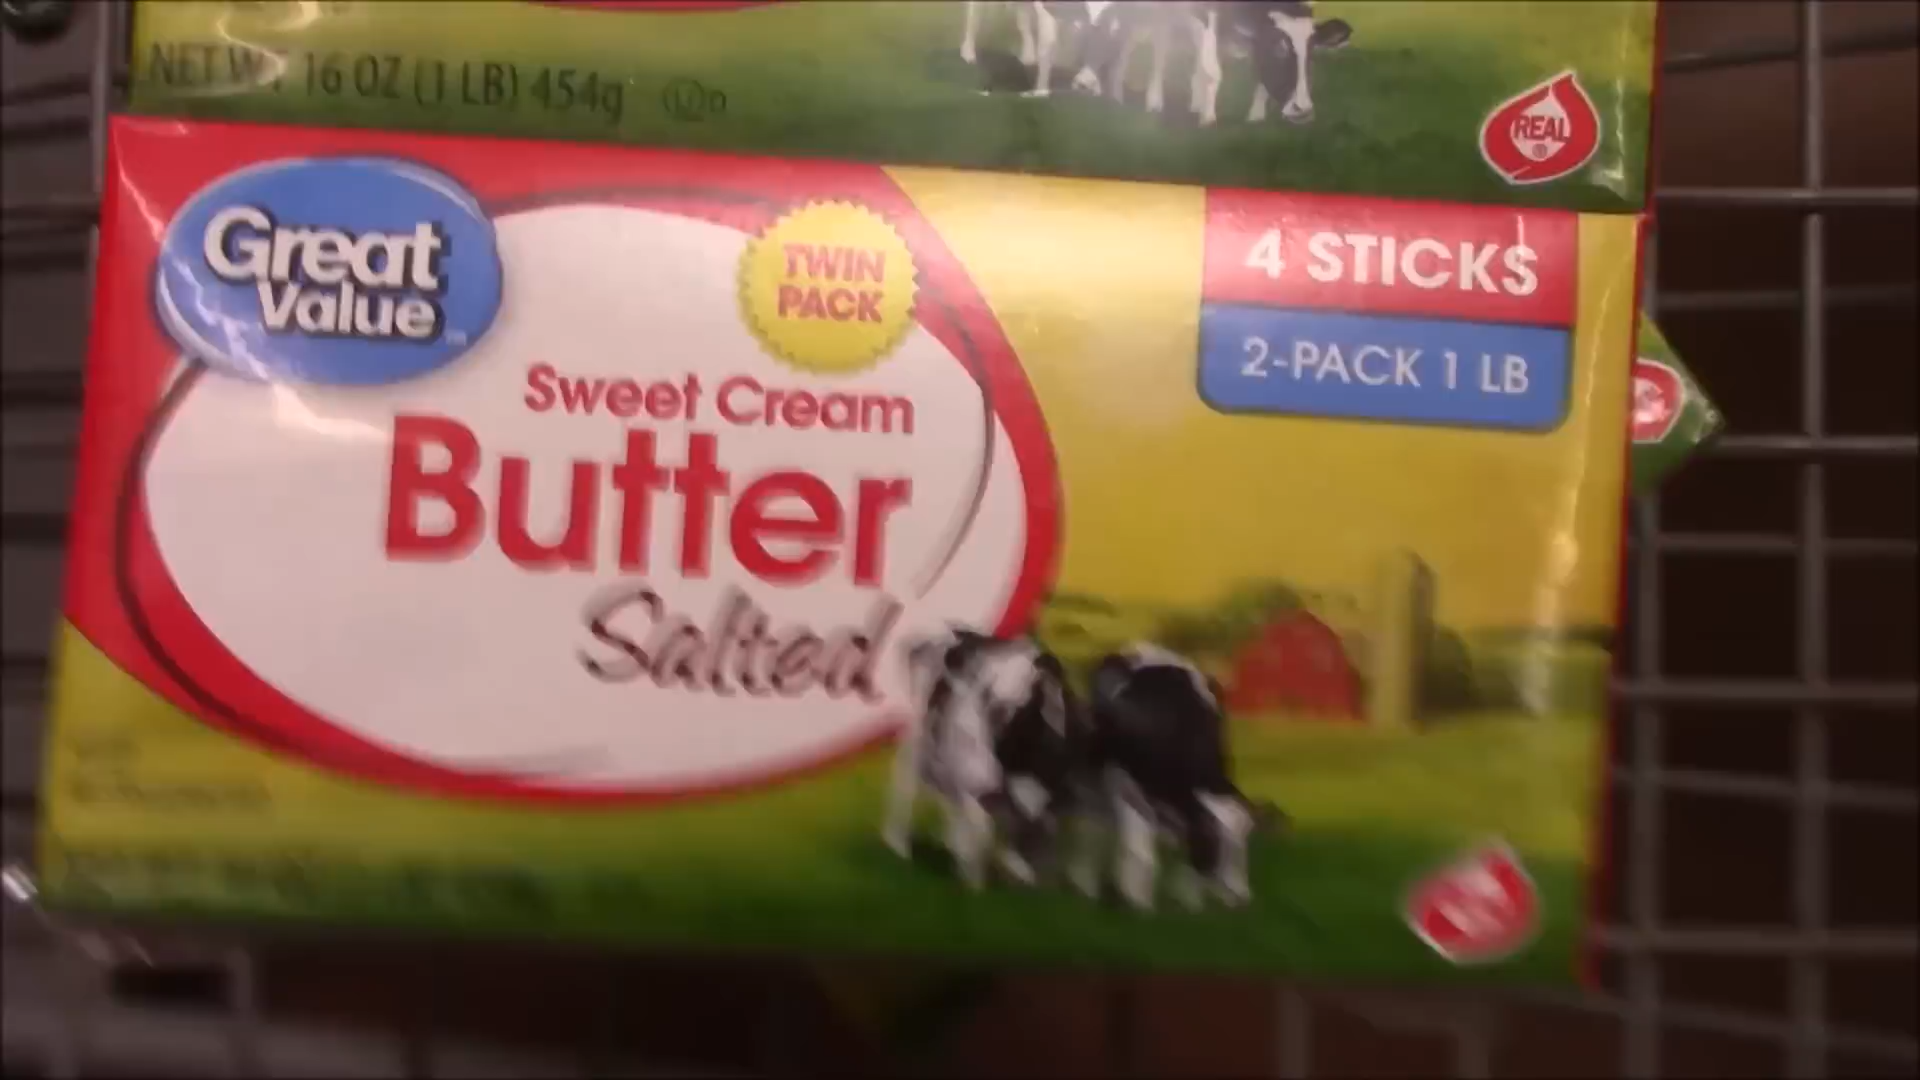 NET WT 16 OZ (1 LB) 454g
REAL
Great
Value
TWIN
PACK
4 STICKS
2-PACK 1 LB
Sweet Cream
Butter
Salted